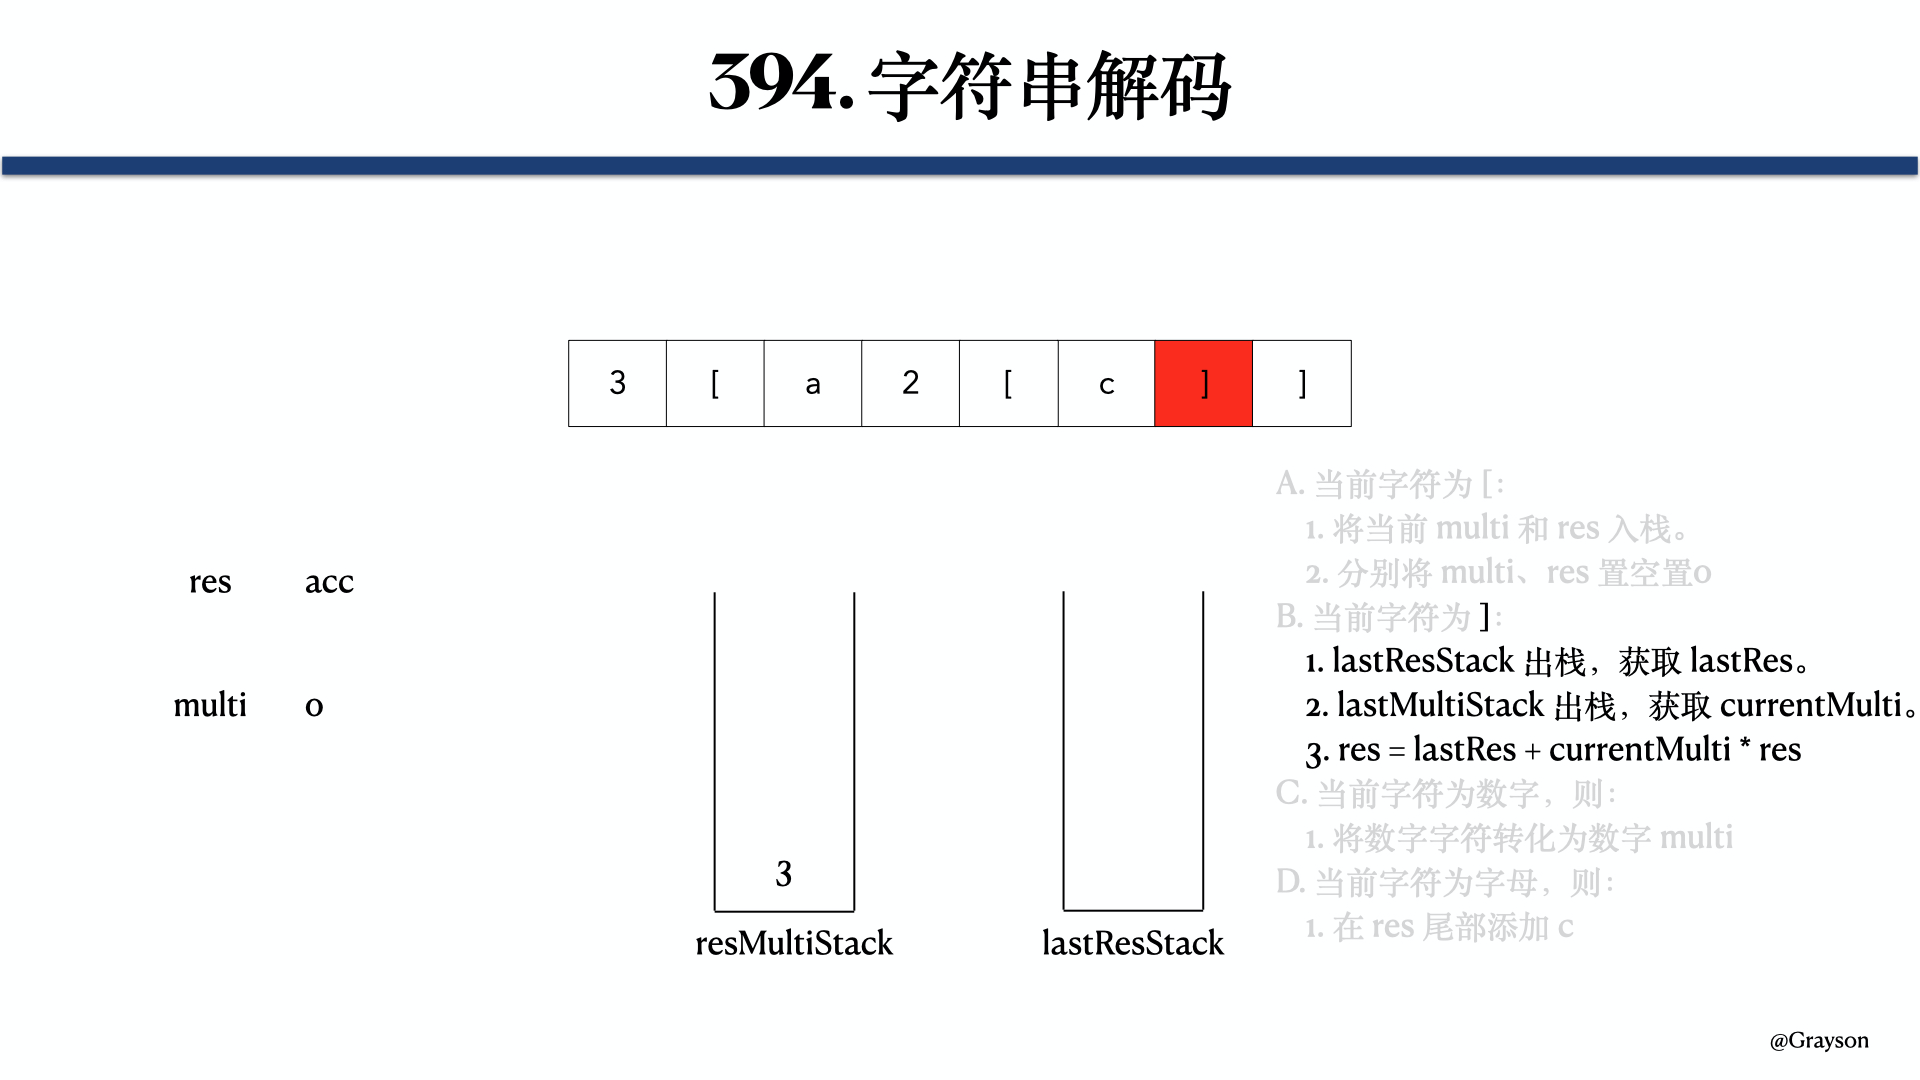 394. 字符串解码
3 [ a 2 [ c ] ]
A. 当前字符为 [：
1. 将当前 multi 和 res 入栈。
2. 分别将 multi、res 置空置0
B. 当前字符为 ]：
1. lastResStack 出栈，获取 lastRes。
2. lastMultiStack 出栈，获取 currentMulti。
3. res = lastRes + currentMulti * res
C. 当前字符为数字，则：
1. 将数字字符转化为数字 multi
D. 当前字符为字母，则：
1. 在 res 尾部添加 c
res acc
multi 0
3
resMultiStack
lastResStack
@Grayson